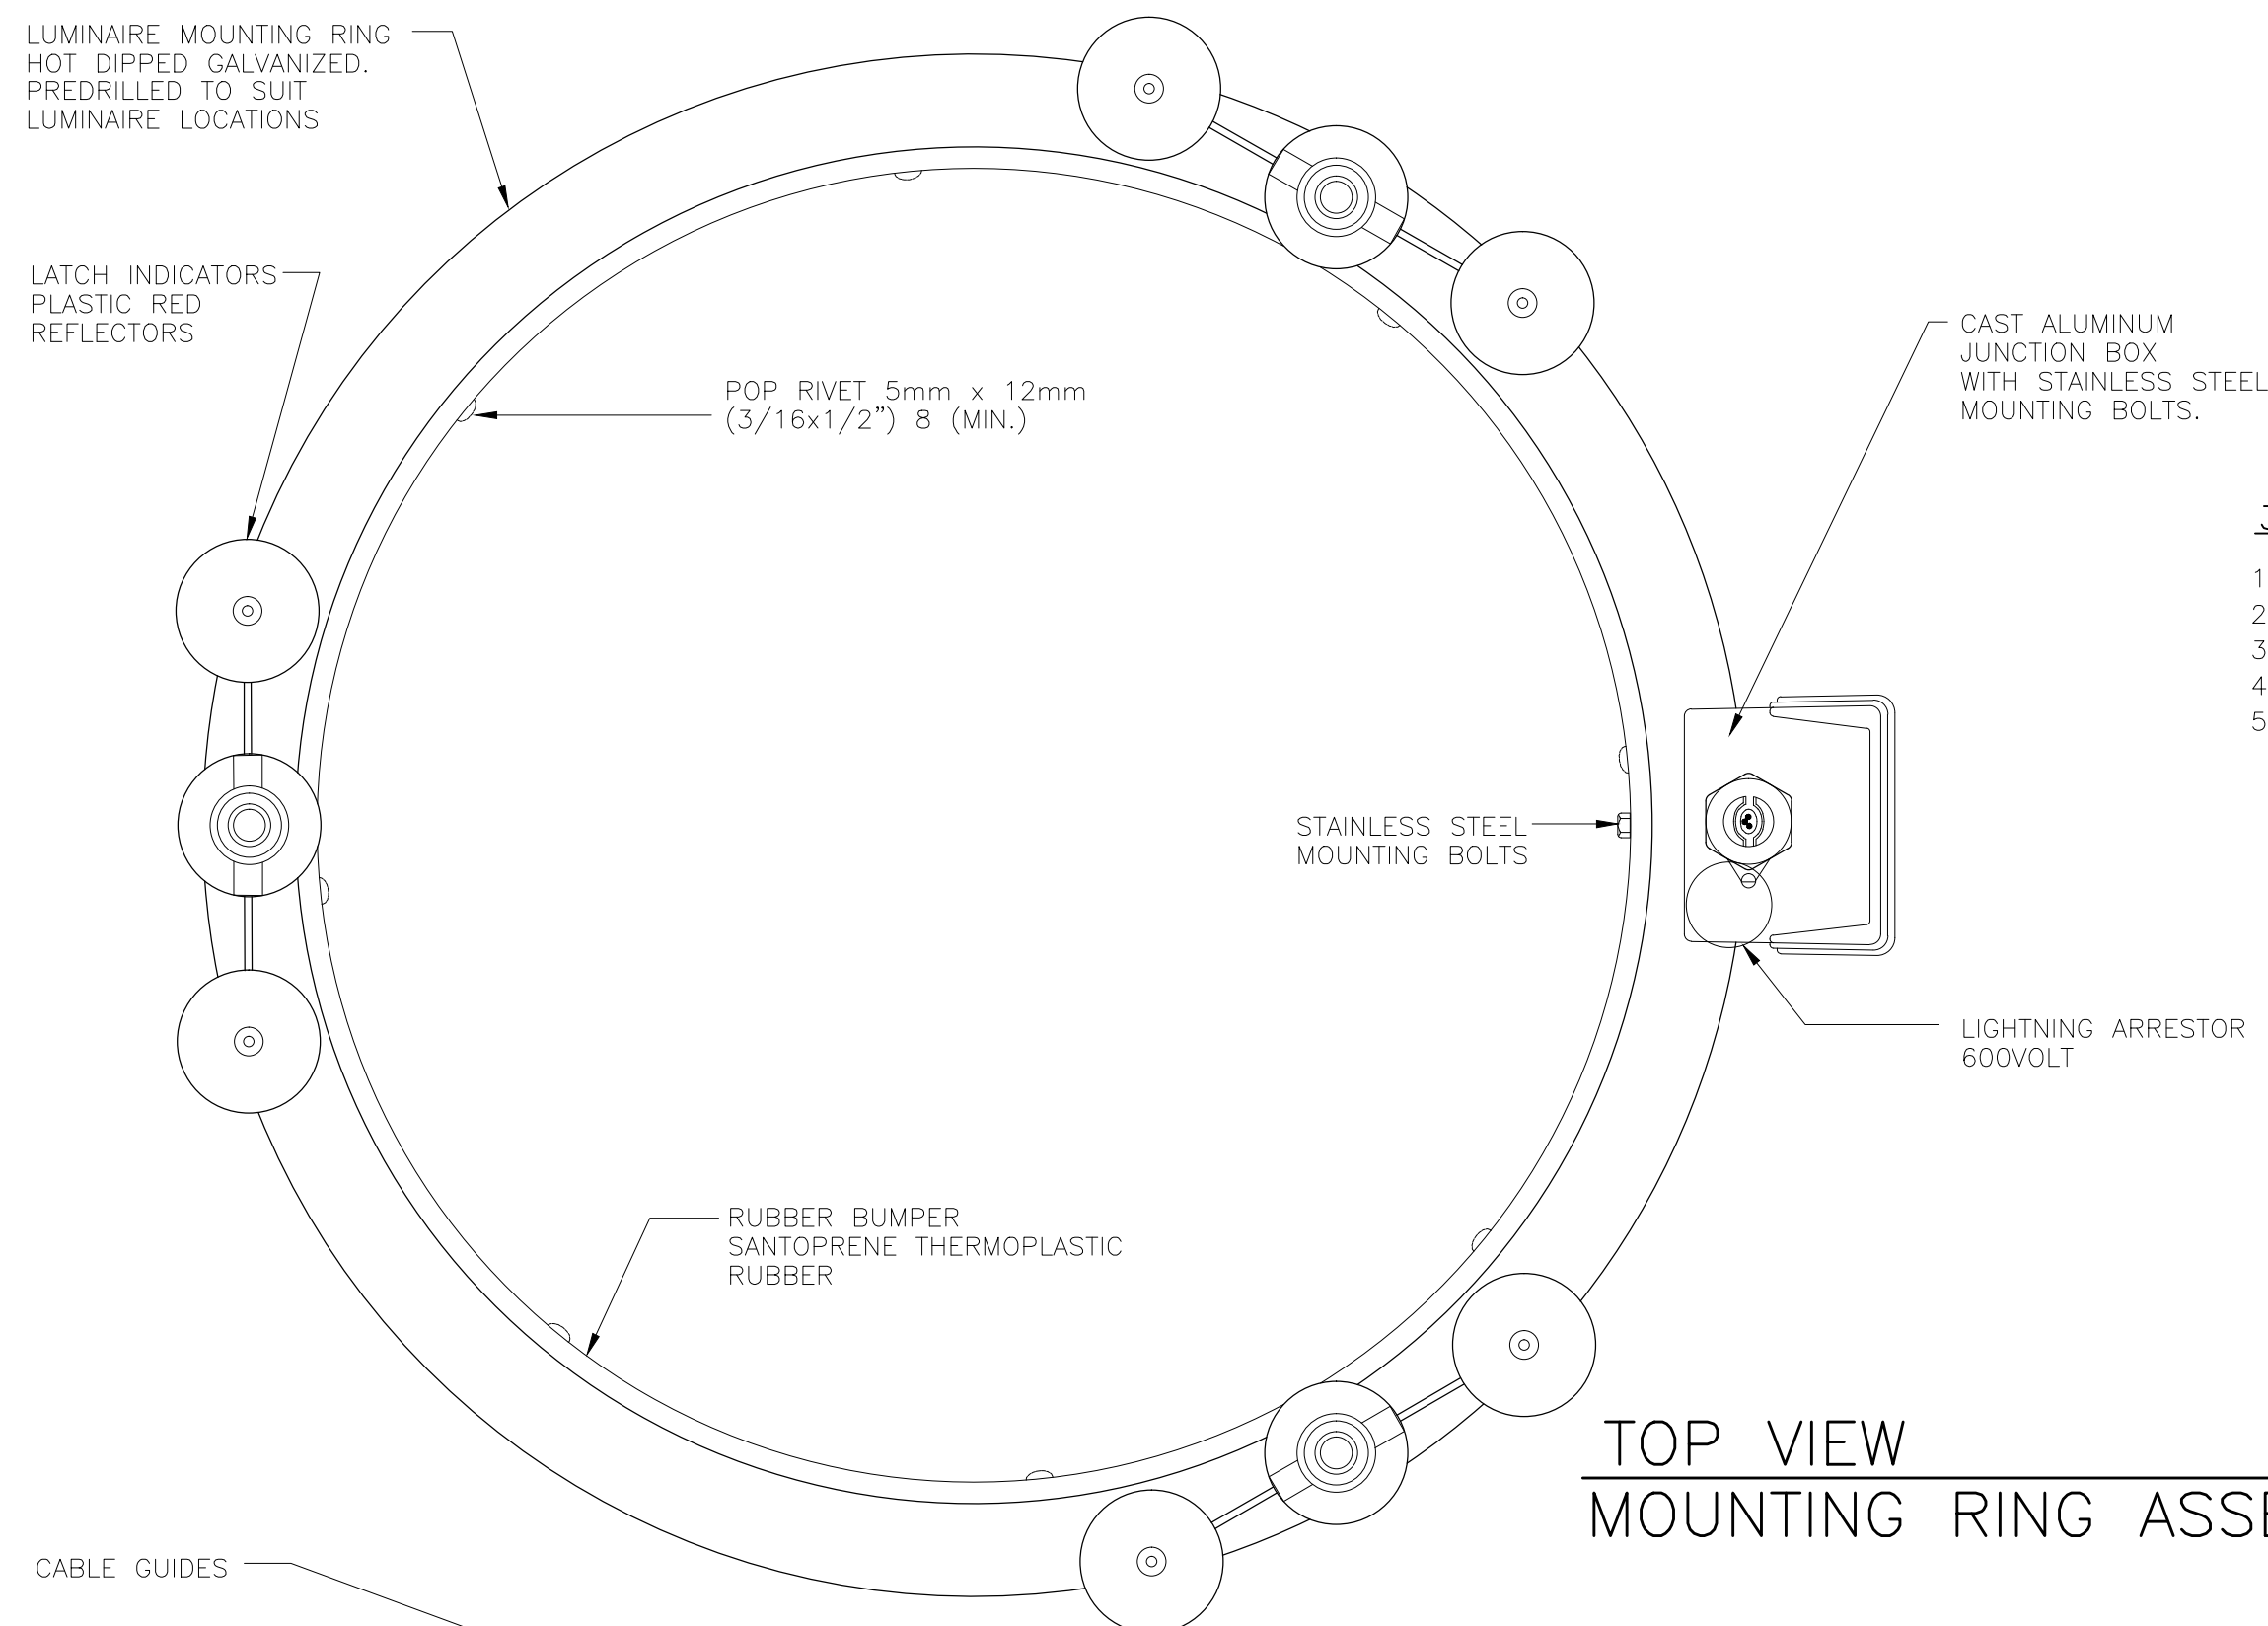 LUMINAIRE MOUNTING RING
HOT DIPPED GALVANIZED.
PREDRILLED TO SUIT
LUMINAIRE LOCATIONS
LATCH INDICATORS
PLASTIC RED
REFLECTORS
POP RIVET 5mm x 12mm
(3/16x1/2") 8 (MIN.)
CAST ALUMINUM
JUNCTION BOX
WITH STAINLESS STEEL
MOUNTING BOLTS.
1
2
3
4
5
STAINLESS STEEL
MOUNTING BOLTS
LIGHTNING ARRESTOR
600VOLT
RUBBER BUMPER
SANTOPRENE THERMOPLASTIC
RUBBER
TOP VIEW
MOUNTING RING
CABLE GUIDES